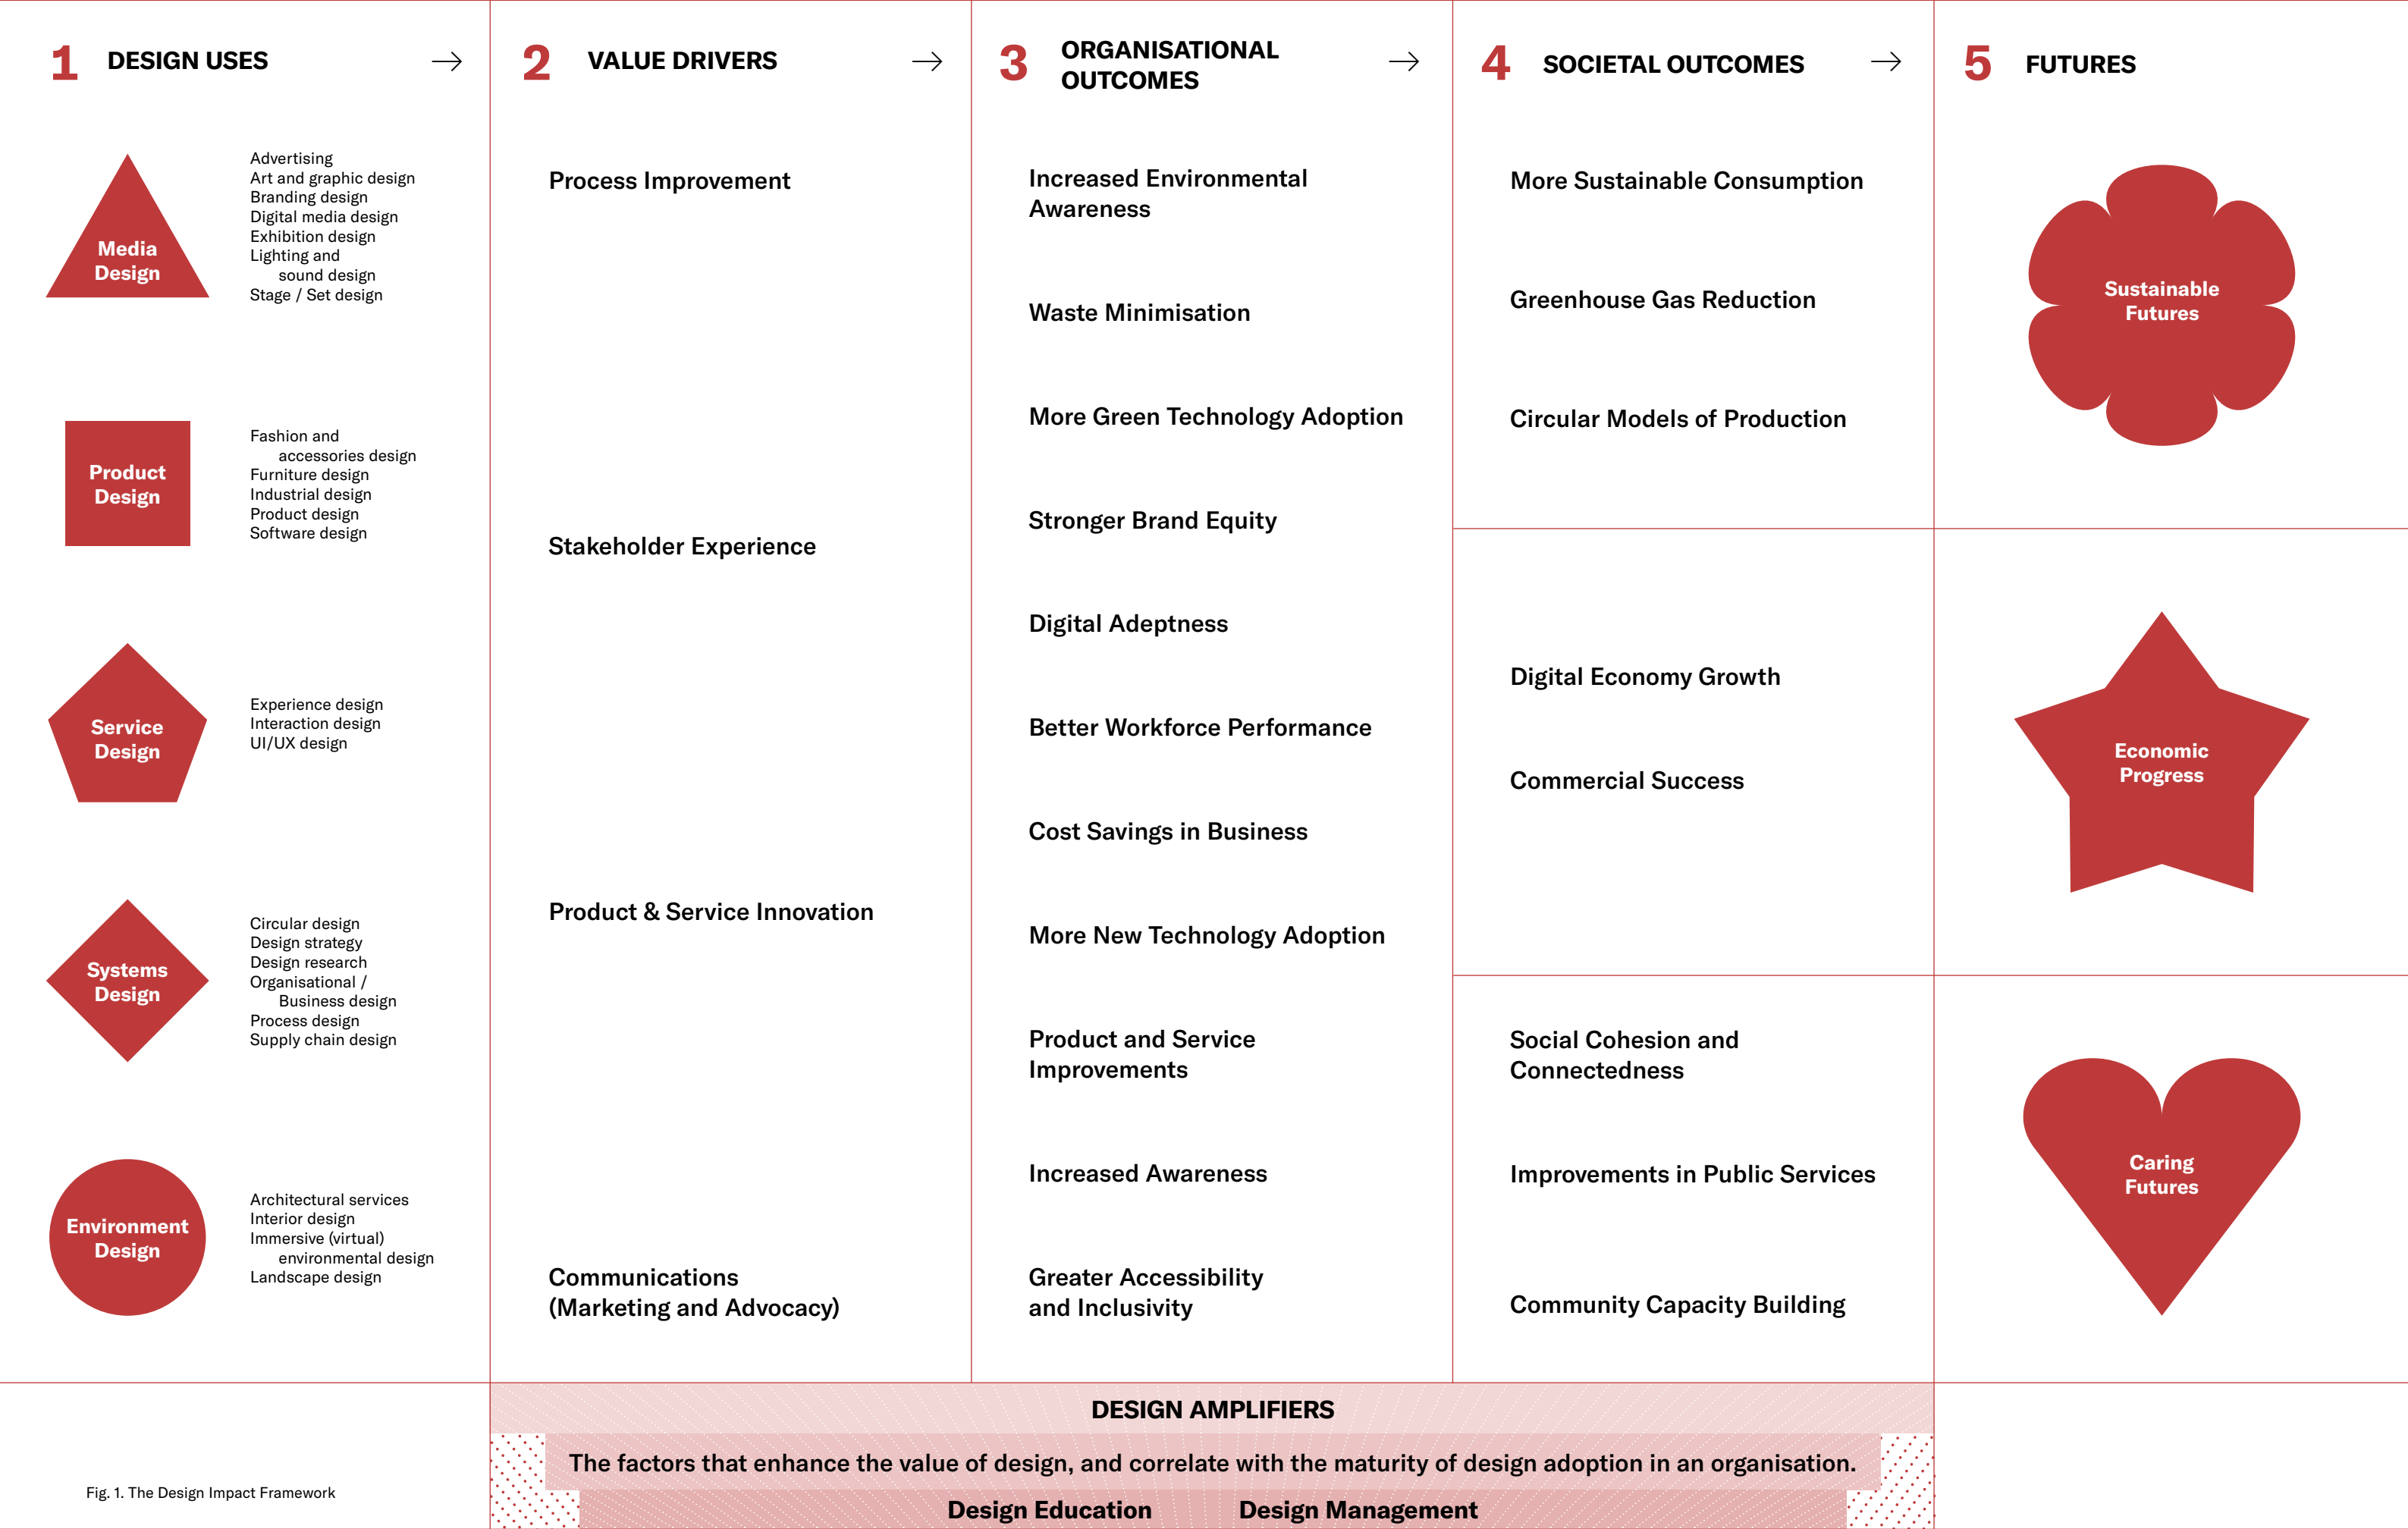 1 DESIGN USES →
Media
Design
Advertising
Art and graphic design
Branding design
Digital media design
Exhibition design
Lighting and
sound design
Stage / Set design
Product
Design
Fashion and
accessories design
Furniture design
Industrial design
Product design
Software design
Service
Design
Experience design
Interaction design
UI/UX design
Systems
Design
Circular design
Design strategy
Design research
Organisational /
Business design
Process design
Supply chain design
Environment
Design
Architectural services
Interior design
Immersive (virtual)
environmental design
Landscape design
2 VALUE DRIVERS →
Process Improvement
Stakeholder Experience
Product & Service Innovation
Communications
(Marketing and Advocacy)
3 ORGANISATIONAL
OUTCOMES →
Increased Environmental
Awareness
Waste Minimisation
More Green Technology Adoption
Stronger Brand Equity
Digital Adeptness
Better Workforce Performance
Cost Savings in Business
More New Technology Adoption
Product and Service
Improvements
Increased Awareness
Greater Accessibility
and Inclusivity
4 SOCIETAL OUTCOMES →
More Sustainable Consumption
Greenhouse Gas Reduction
Circular Models of Production
Digital Economy Growth
Commercial Success
Social Cohesion and
Connectedness
Improvements in Public Services
Community Capacity Building
5 FUTURES
Sustainable
Futures
Economic
Progress
Caring
Futures
DESIGN AMPLIFIERS
The factors that enhance the value of design, and correlate with the maturity of design adoption in an organisation.
Design Education Design Management
Fig. 1. The Design Impact Framework